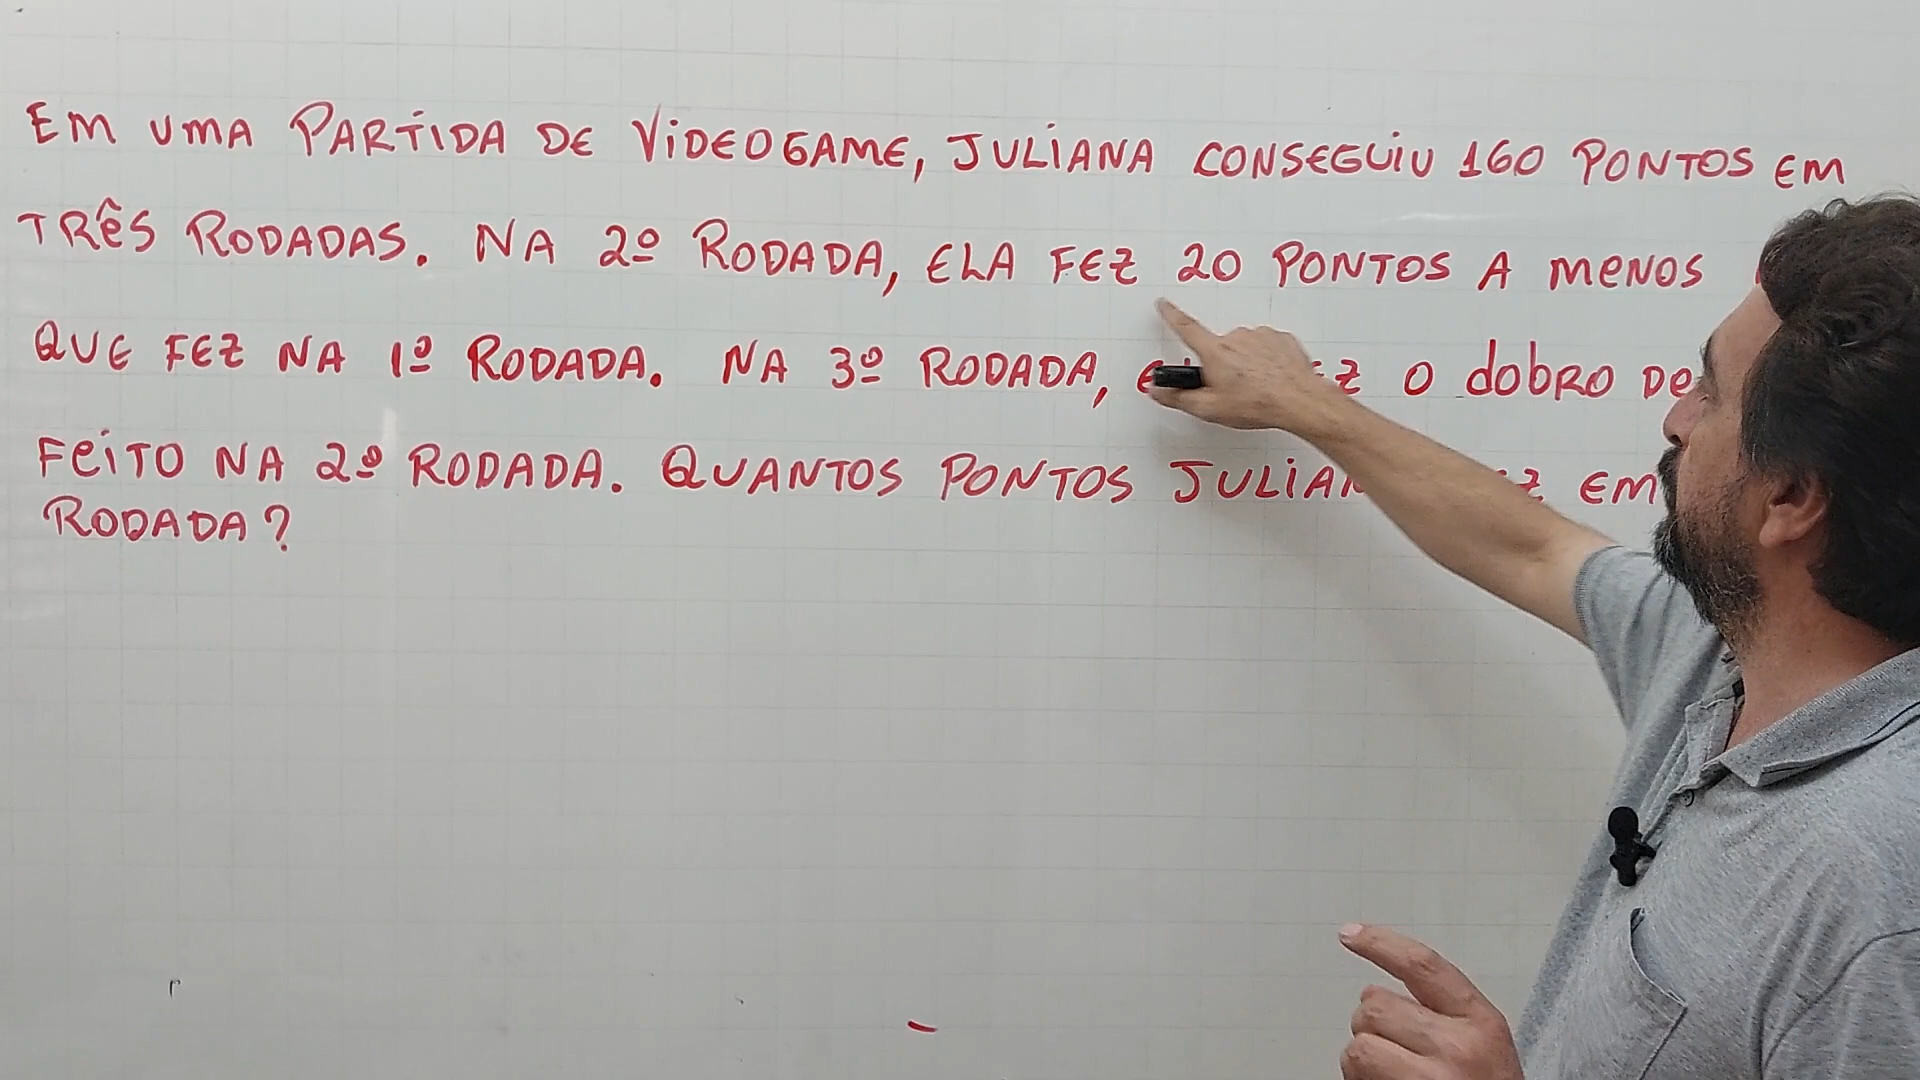 EM UMA PARTIDA DE VIDEOGAME, JULIANA CONSEGUIU 160 PONTOS EM
TRÊS RODADAS. NA 2º RODADA, ELA FEZ 20 PONTOS A MENOS
QUE FEZ NA 1º RODADA. NA 3º RODADA, O DOBRO DE
FEITO NA 2º RODADA. QUANTOS PONTOS EM
RODADA?